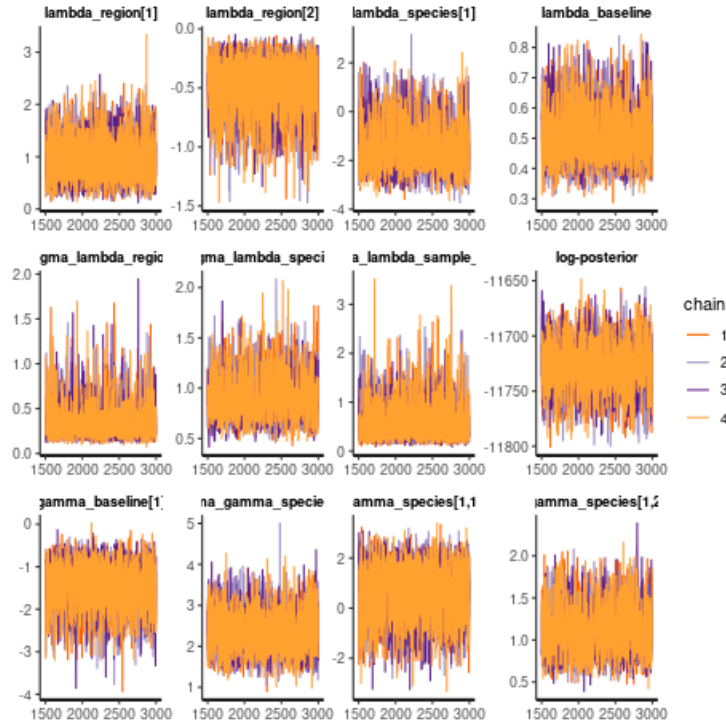 lambda_region[1] lambda_region[2] lambda_species[1] lambda_baseline
3 2 1 0
0.0 -0.5 -1.0 -1.5
2 0 -2 -4
0.8 0.7 0.6 0.5 0.4 0.3
1500 2000 2500 3000 1500 2000 2500 3000 1500 2000 2500 3000 1500 2000 2500 3000
gma_lambda_regio gma_lambda_speci a_lambda_sample_ log-posterior
2.0 1.5 1.0 0.5 0.0
2.0 1.5 1.0 0.5
3 2 1 0
-11650 -11700 -11750 -11800
1500 2000 2500 3000 1500 2000 2500 3000 1500 2000 2500 3000 1500 2000 2500 3000
chain
1
2
3
4
gamma_baseline[1] na_gamma_specie amma_species[1,1 gamma_species[1,2
0 -1 -2 -3 -4
5 4 3 2 1
2 0 -2
2.0 1.5 1.0 0.5
1500 2000 2500 3000 1500 2000 2500 3000 1500 2000 2500 3000 1500 2000 2500 3000